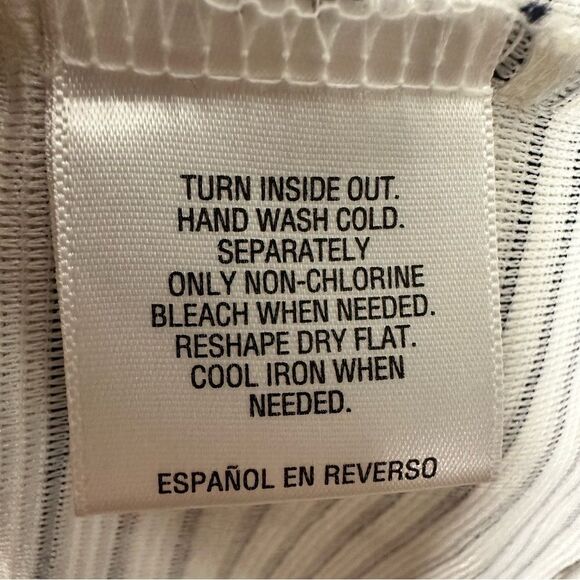 TURN INSIDE OUT.
HAND WASH COLD.
SEPARATELY
ONLY NON-CHLORINE
BLEACH WHEN NEEDED.
RESHAPE DRY FLAT.
COOL IRON WHEN
NEEDED.
ESPAÑOL EN REVERSO